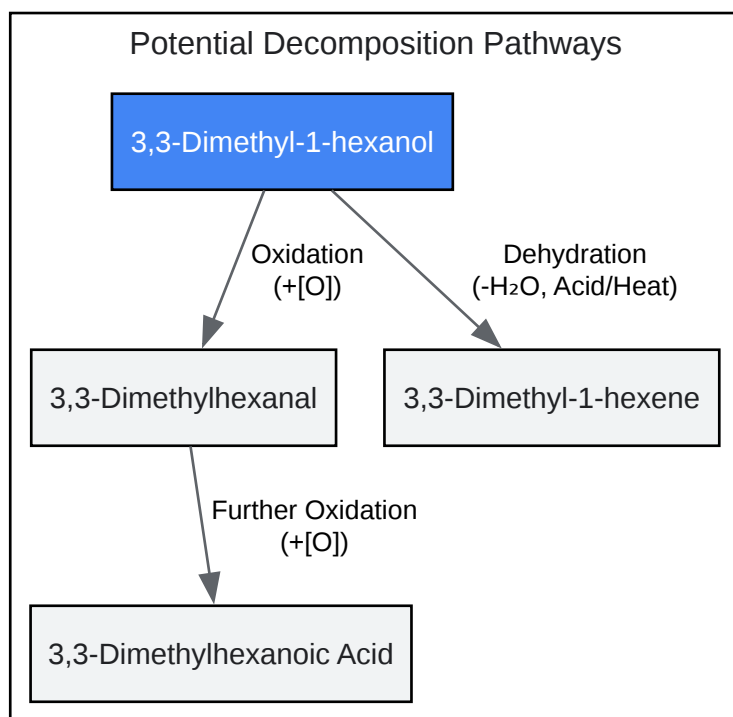 Potential Decomposition Pathways
3,3-Dimethyl-1-hexanol
Oxidation
(+[O])
Dehydration
(-H₂O, Acid/Heat)
3,3-Dimethylhexanal
3,3-Dimethyl-1-hexene
Further Oxidation
(+[O])
3,3-Dimethylhexanoic Acid